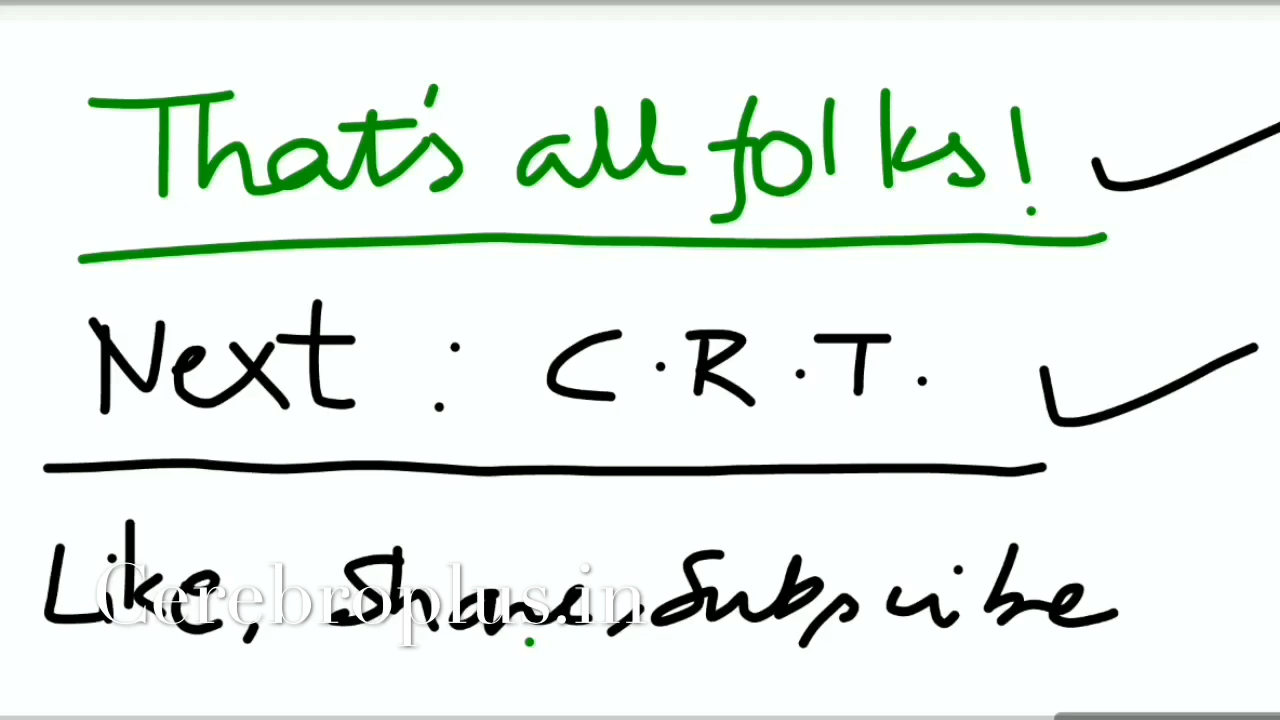 That's all folks!
Next : C.R.T.
Like, Share, Subscribe
Cerebroplus.in